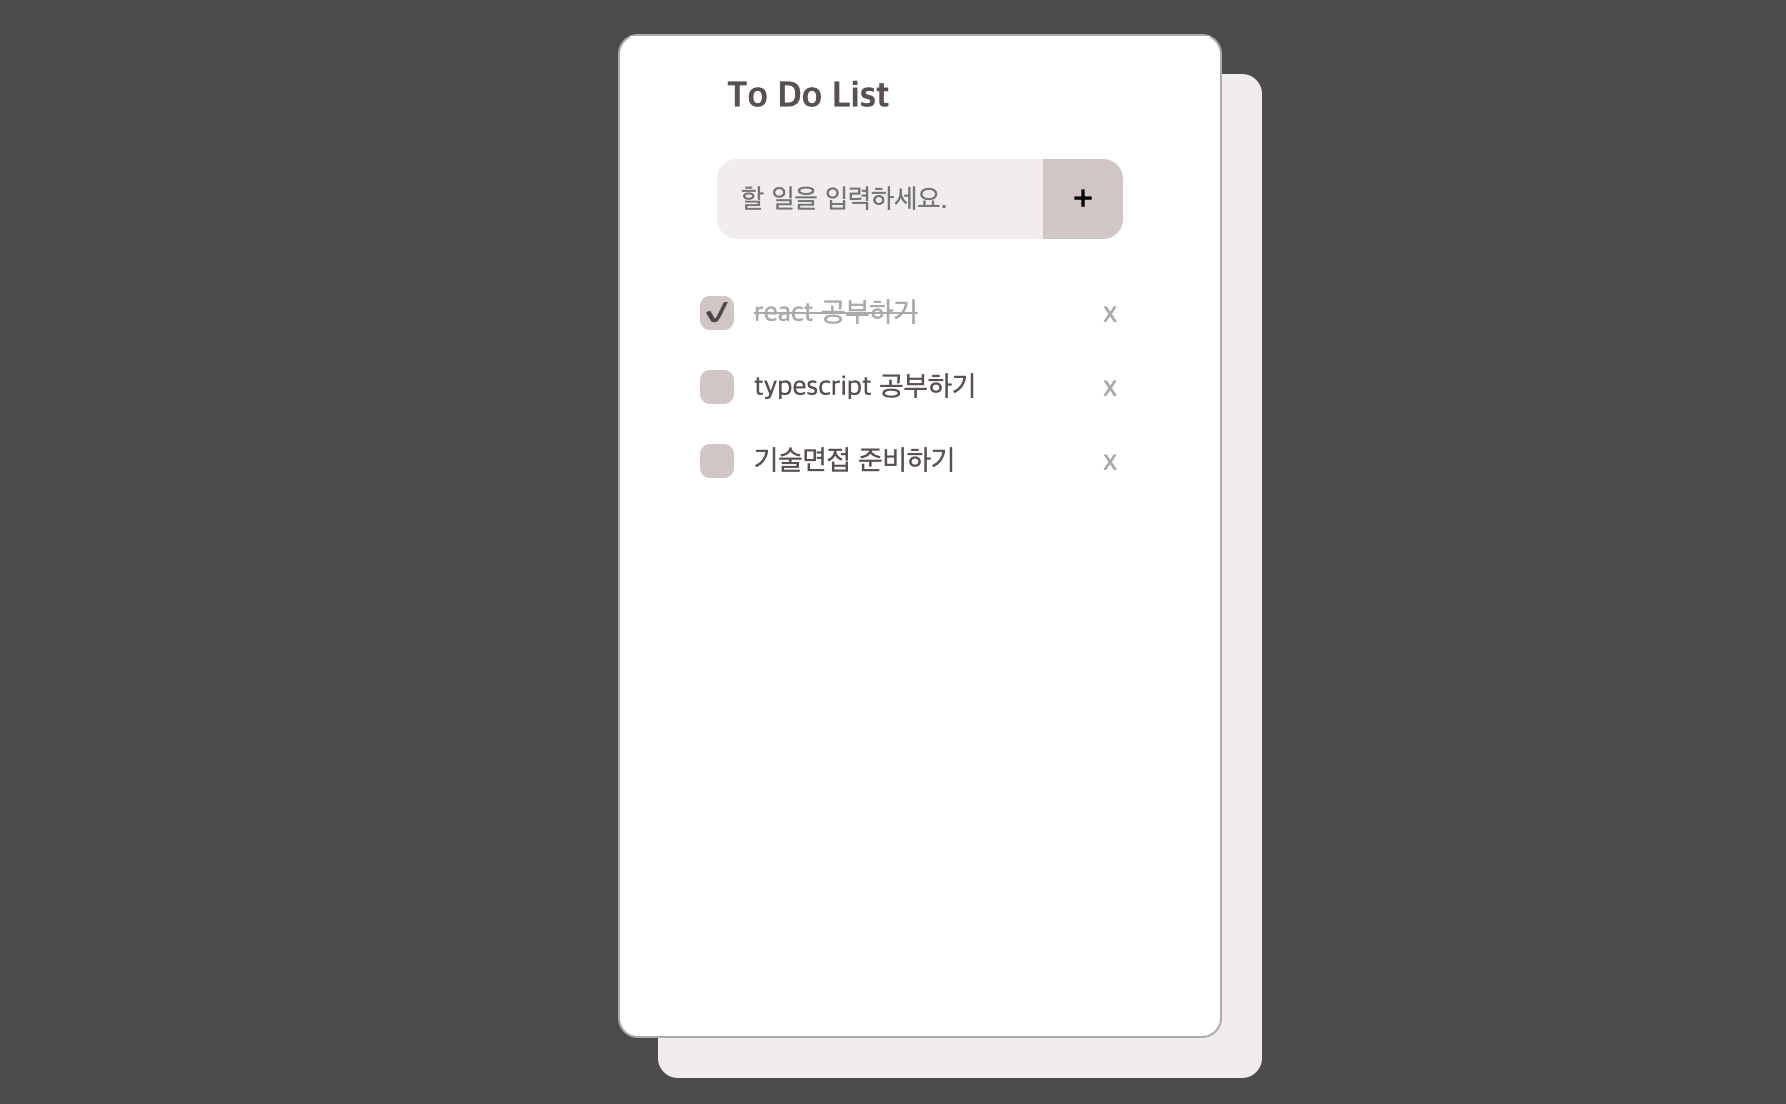 To Do List
할 일을 입력하세요. +
✓ react 공부하기 x
typescript 공부하기 x
기술면접 준비하기 x